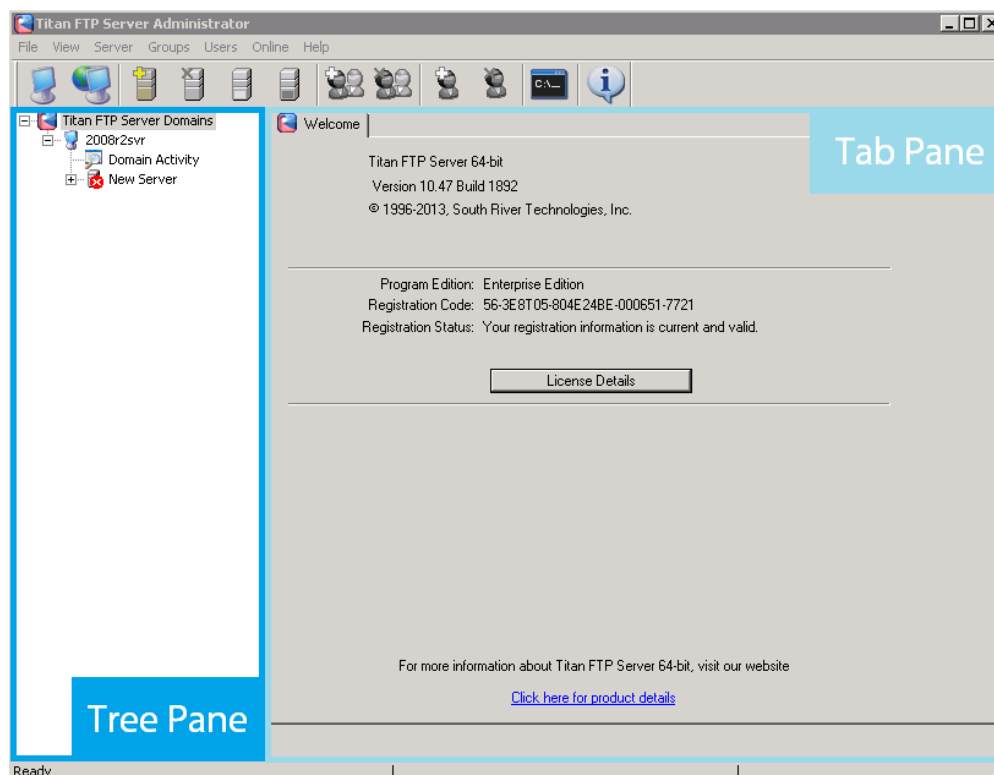 Titan FTP Server Administrator
File View Server Groups Users Online Help
C:\_
Titan FTP Server Domains
2008r2svr
Domain Activity
New Server
Welcome
Tab Pane
Titan FTP Server 64-bit
Version 10.47 Build 1892
© 1996-2013, South River Technologies, Inc.
Program Edition: Enterprise Edition
Registration Code: 56-3E8T05-804E24BE-000651-7721
Registration Status: Your registration information is current and valid.
License Details
For more information about Titan FTP Server 64-bit, visit our website
Click here for product details
Tree Pane
Ready